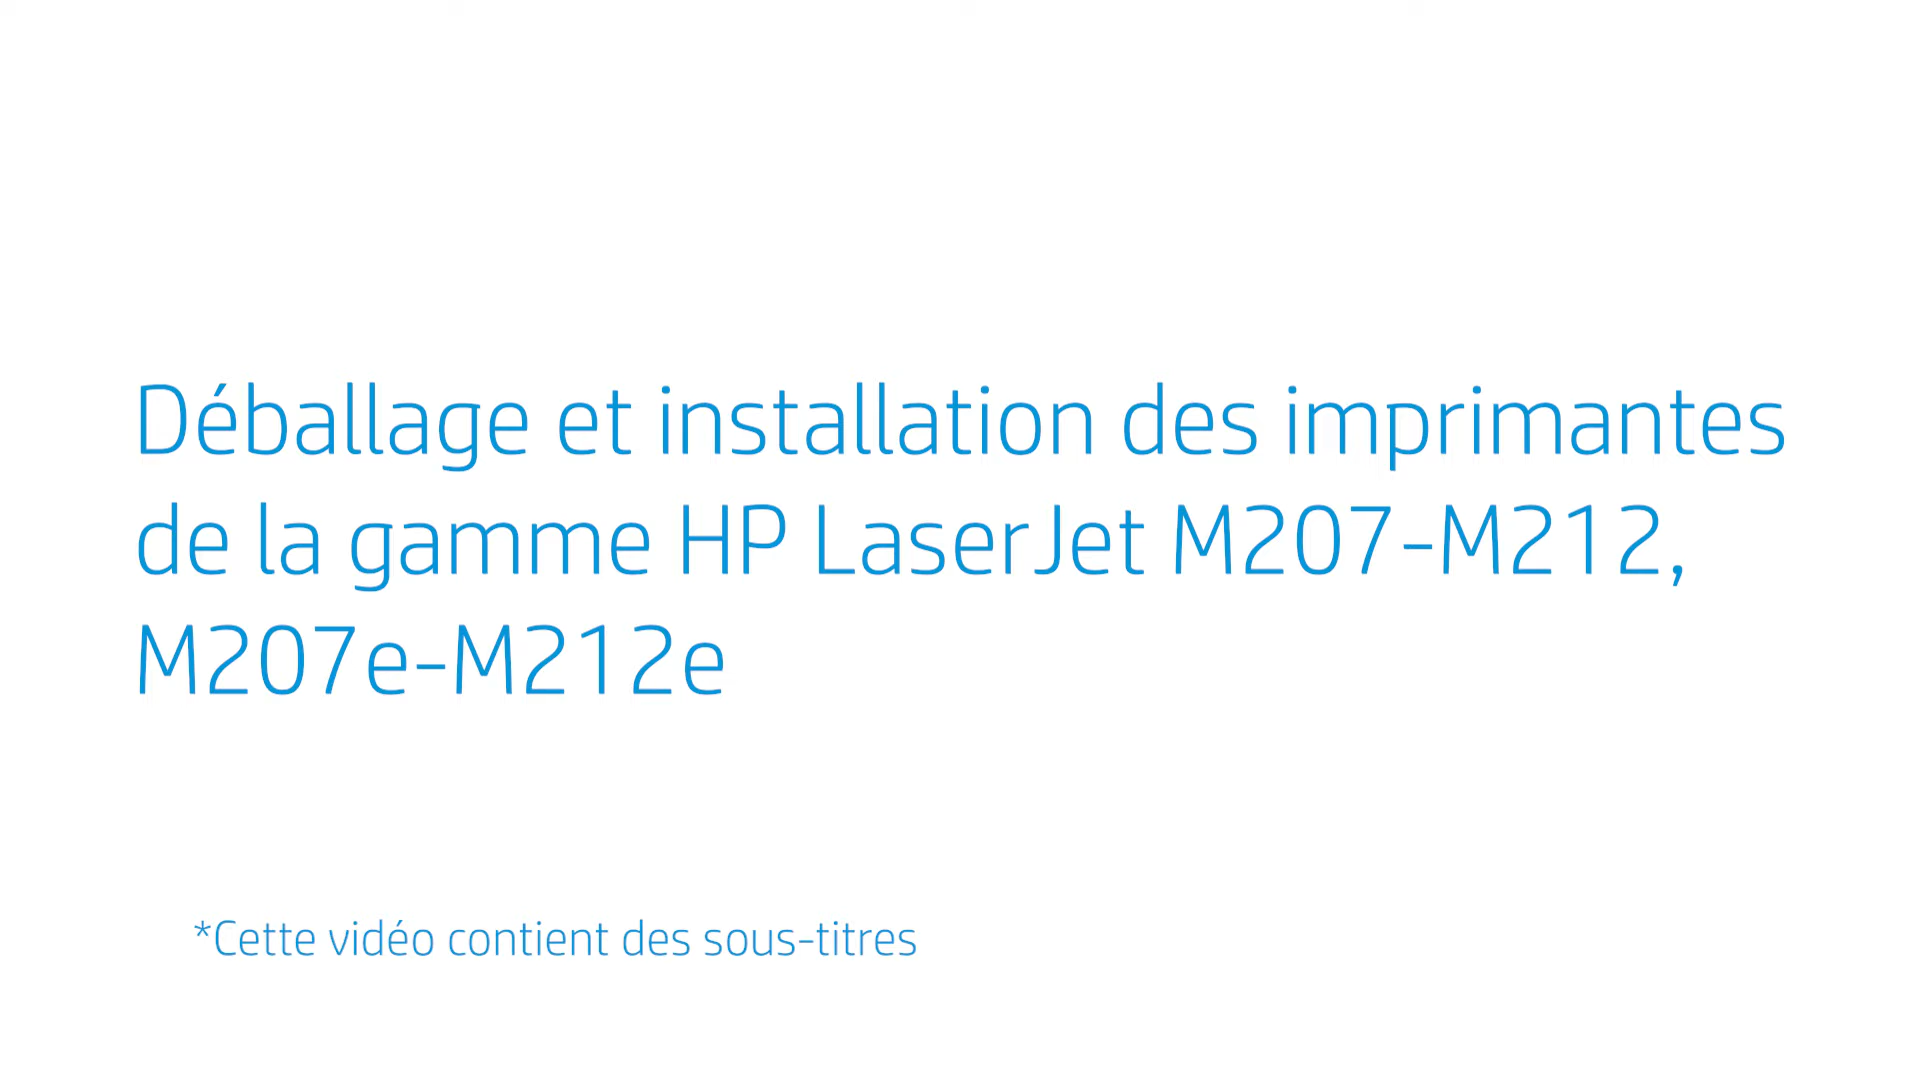 Déballage et installation des imprimantes
de la gamme HP LaserJet M207-M212,
M207e-M212e
*Cette vidéo contient des sous-titres